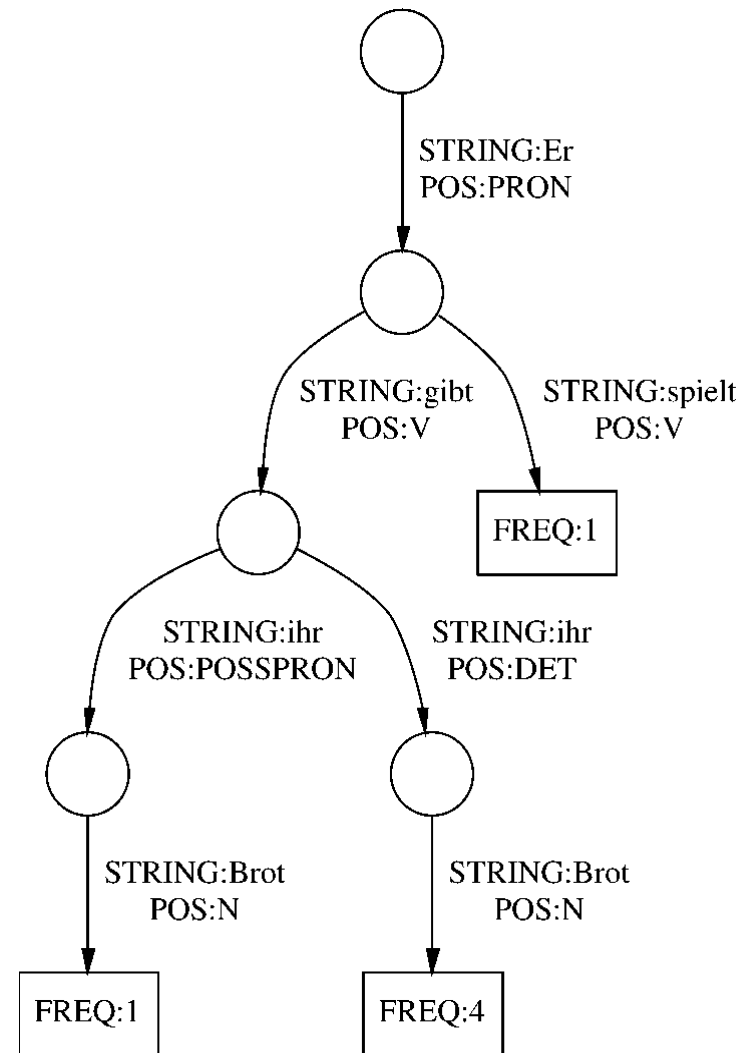 STRING:Er
POS:PRON
STRING:gibt
POS:V
STRING:spielt
POS:V
FREQ:1
STRING:ihr
POS:POSSPRON
STRING:ihr
POS:DET
STRING:Brot
POS:N
STRING:Brot
POS:N
FREQ:1
FREQ:4